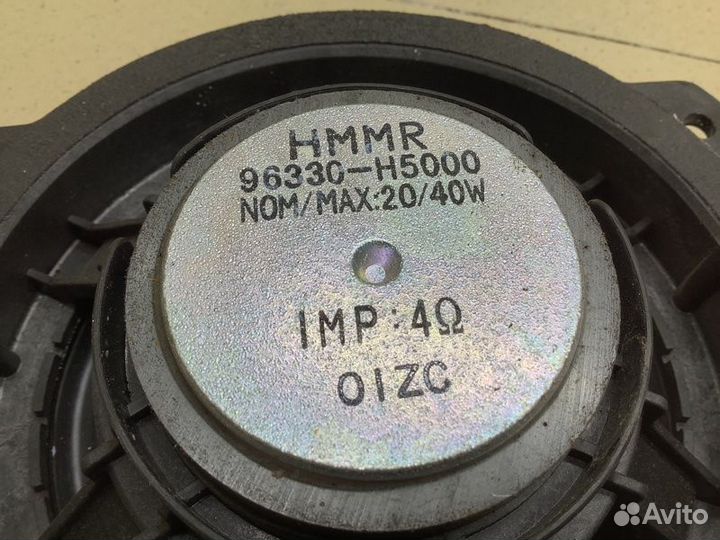 HMMR
96330-H5000
NOM/MAX:20/40W
IMP:4Ω
01ZC
Avito